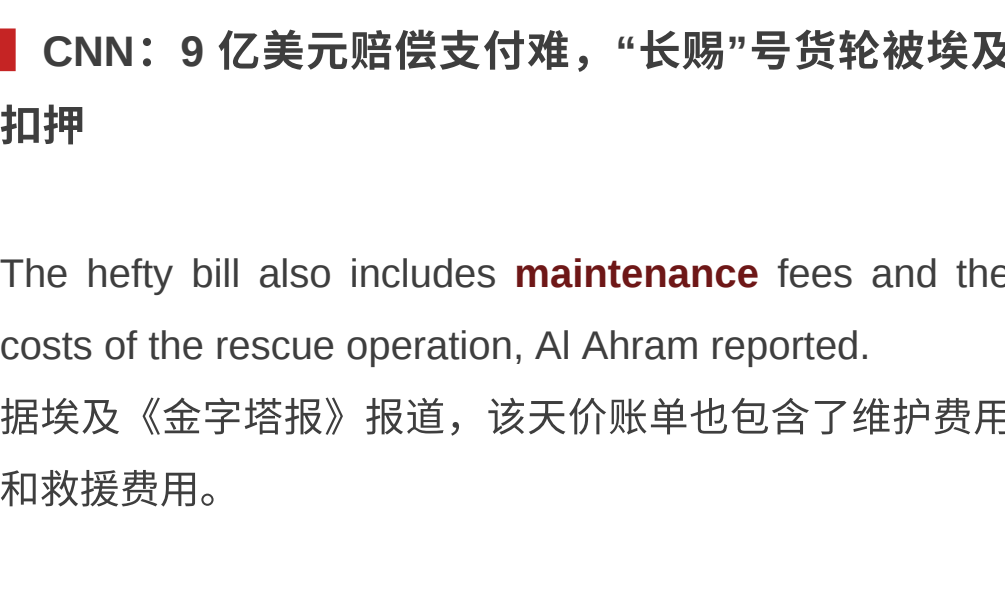 CNN：9 亿美元赔偿支付难，“长赐”号货轮被埃及
扣押
The hefty bill also includes maintenance fees and the
costs of the rescue operation, Al Ahram reported.
据埃及《金字塔报》报道，该天价账单也包含了维护费用
和救援费用。